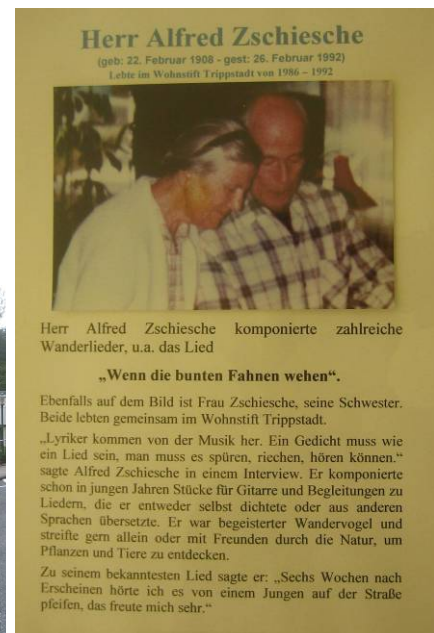 Herr Alfred Zschiesche
(geb: 22. Februar 1908 - gest: 26. Februar 1992)
Lebte im Wohnstift Trippstadt von 1986 – 1992
Herr Alfred Zschiesche komponierte zahlreiche
Wanderlieder, u.a. das Lied
„Wenn die bunten Fahnen wehen“.
Ebenfalls auf dem Bild ist Frau Zschiesche, seine Schwester.
Beide lebten gemeinsam im Wohnstift Trippstadt.
„Lyriker kommen von der Musik her. Ein Gedicht muss wie
ein Lied sein, man muss es spüren, riechen, hören können.“
sagte Alfred Zschiesche in einem Interview. Er komponierte
schon in jungen Jahren Stücke für Gitarre und Begleitungen zu
Liedern, die er entweder selbst dichtete oder aus anderen
Sprachen übersetzte. Er war begeisterter Wandervogel und
streifte gern allein oder mit Freunden durch die Natur, um
Pflanzen und Tiere zu entdecken.
Zu seinem bekanntesten Lied sagte er: „Sechs Wochen nach
Erscheinen hörte ich es von einem Jungen auf der Straße
pfeifen, das freute mich sehr.“